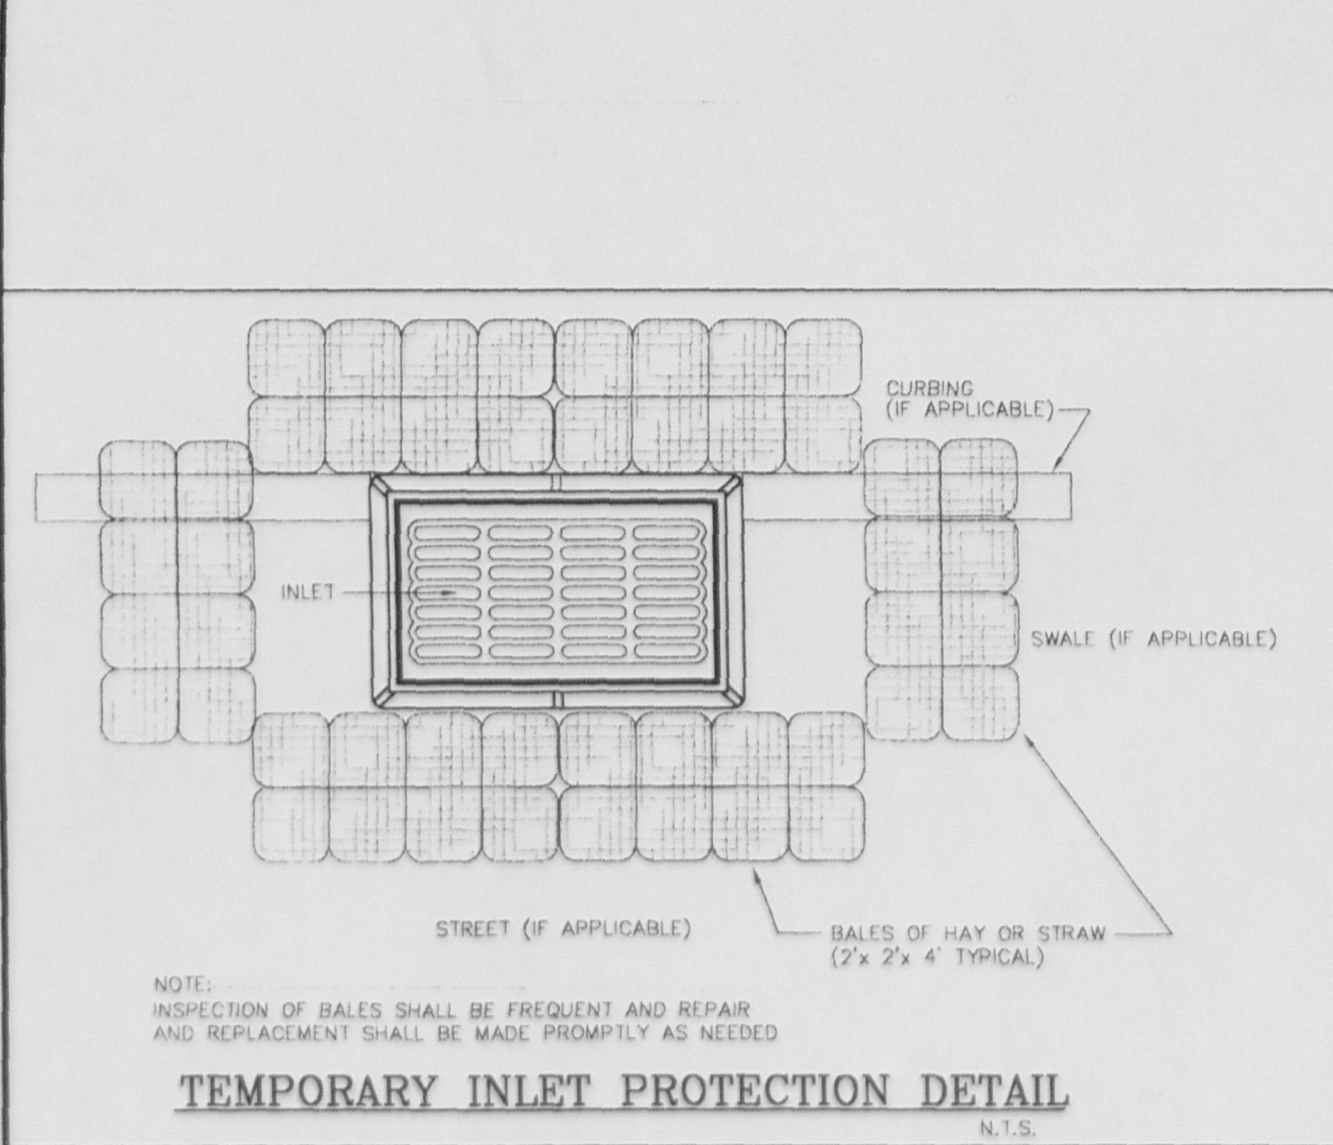 CURBING
(IF APPLICABLE)
INLET
SWALE (IF APPLICABLE)
STREET (IF APPLICABLE)
BALES OF HAY OR STRAW
(2'x 2'x 4' TYPICAL)
NOTE:
INSPECTION OF BALES SHALL BE FREQUENT AND REPAIR
AND REPLACEMENT SHALL BE MADE PROMPTLY AS NEEDED
TEMPORARY INLET PROTECTION DETAIL
N.T.S.